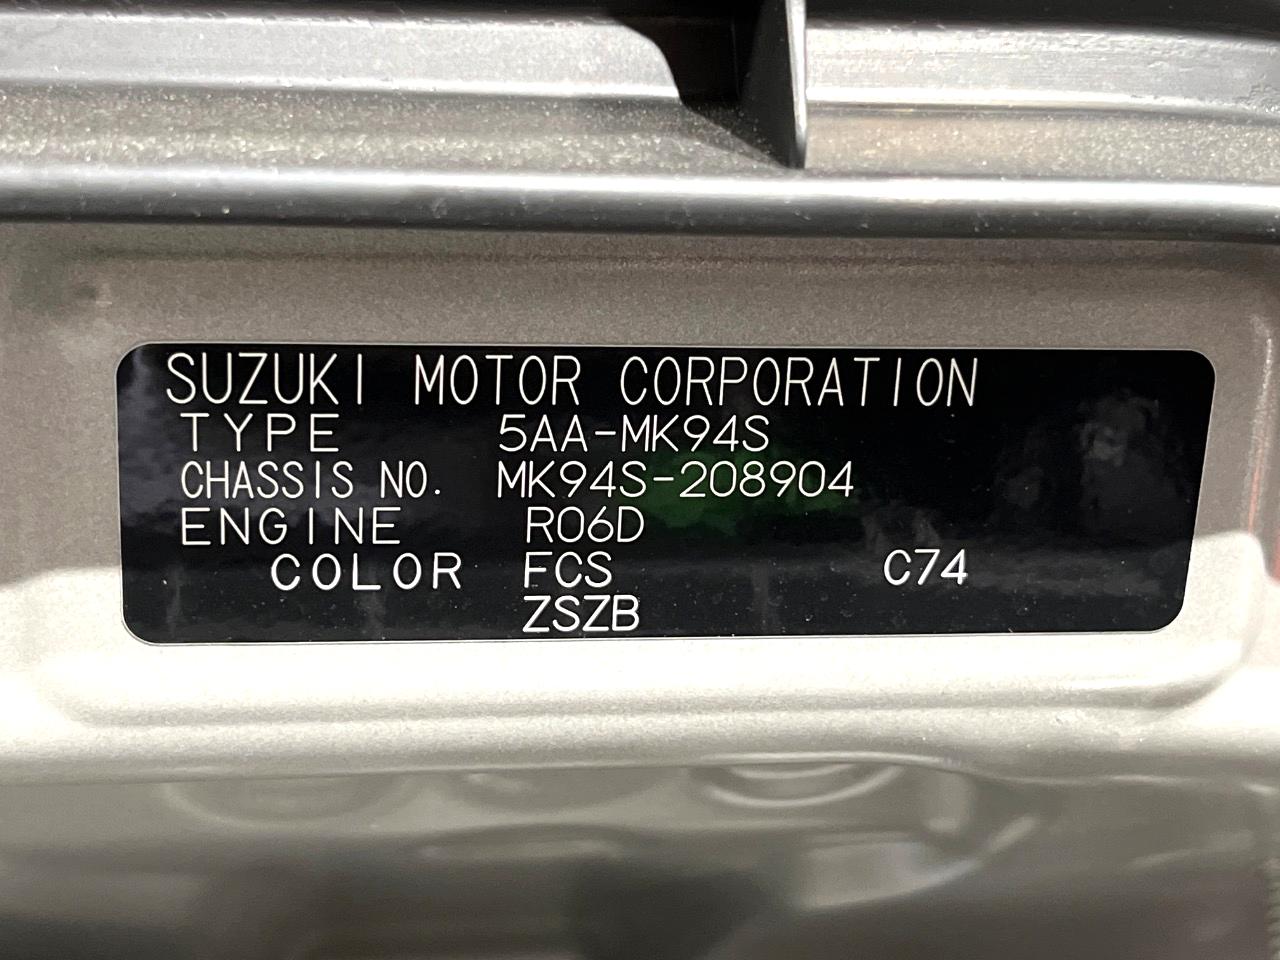 SUZUKI MOTOR CORPORATION
TYPE 5AA-MK94S
CHASSIS NO. MK94S-208904
ENGINE R06D
COLOR FCS C74
ZSZB